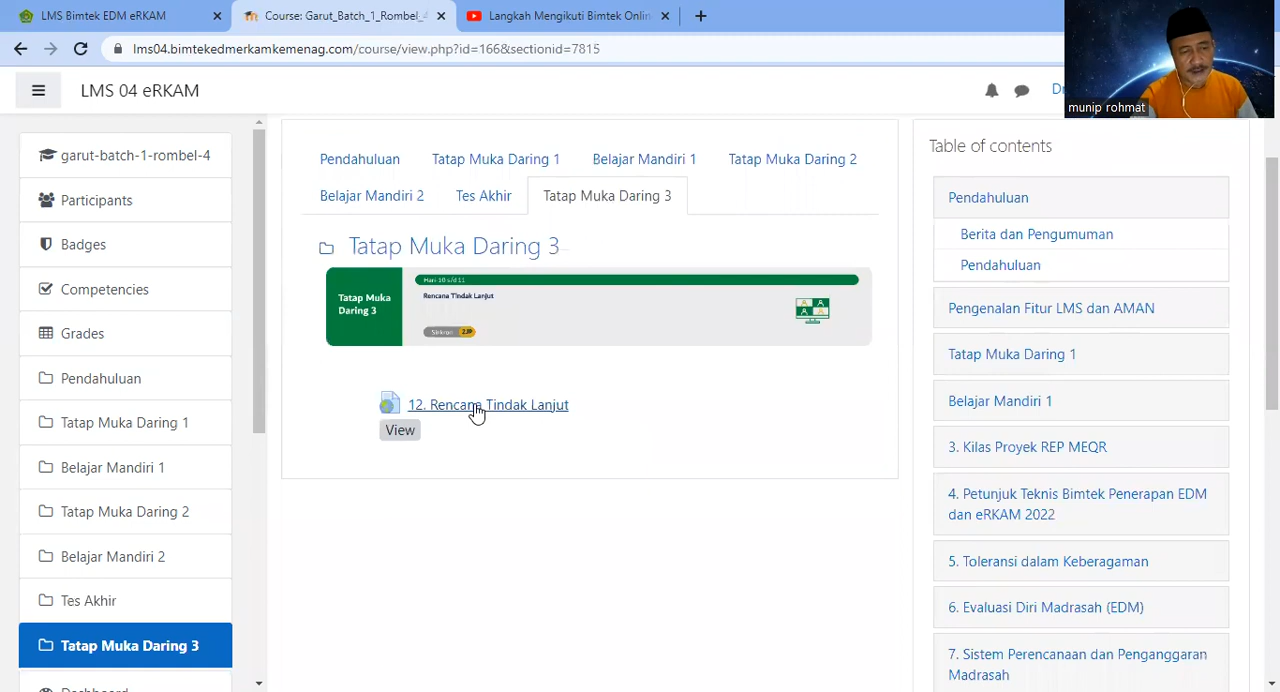 LMS Bimtek EDM eRKAM
Course: Garut_Batch_1_Rombel_4
Langkah Mengikuti Bimtek Onlin
lms04.bimtekedmerkamkemenag.com/course/view.php?id=166&sectionid=7815
munip rohmat
LMS 04 eRKAM
garut-batch-1-rombel-4
Participants
Badges
Competencies
Grades
Pendahuluan
Tatap Muka Daring 1
Belajar Mandiri 1
Tatap Muka Daring 2
Belajar Mandiri 2
Tes Akhir
Tatap Muka Daring 3
Dashboard
Pendahuluan Tatap Muka Daring 1 Belajar Mandiri 1 Tatap Muka Daring 2
Belajar Mandiri 2 Tes Akhir Tatap Muka Daring 3
Tatap Muka Daring 3
Tatap Muka
Daring 3
Hari 10 s/d 11
Rencana Tindak Lanjut
Sinkron 2JP
12. Rencana Tindak Lanjut
View
Table of contents
Pendahuluan
Berita dan Pengumuman
Pendahuluan
Pengenalan Fitur LMS dan AMAN
Tatap Muka Daring 1
Belajar Mandiri 1
3. Kilas Proyek REP MEQR
4. Petunjuk Teknis Bimtek Penerapan EDM
dan eRKAM 2022
5. Toleransi dalam Keberagaman
6. Evaluasi Diri Madrasah (EDM)
7. Sistem Perencanaan dan Penganggaran
Madrasah